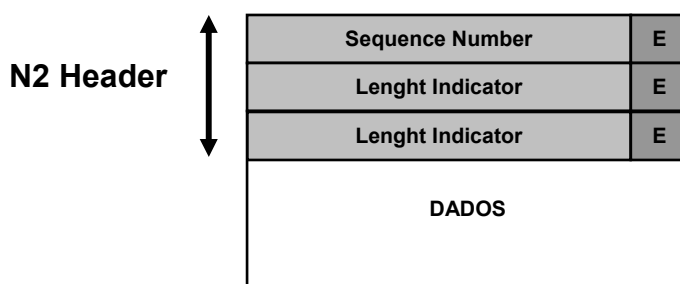 Sequence Number E
N2 Header
Lenght Indicator E
Lenght Indicator E
DADOS